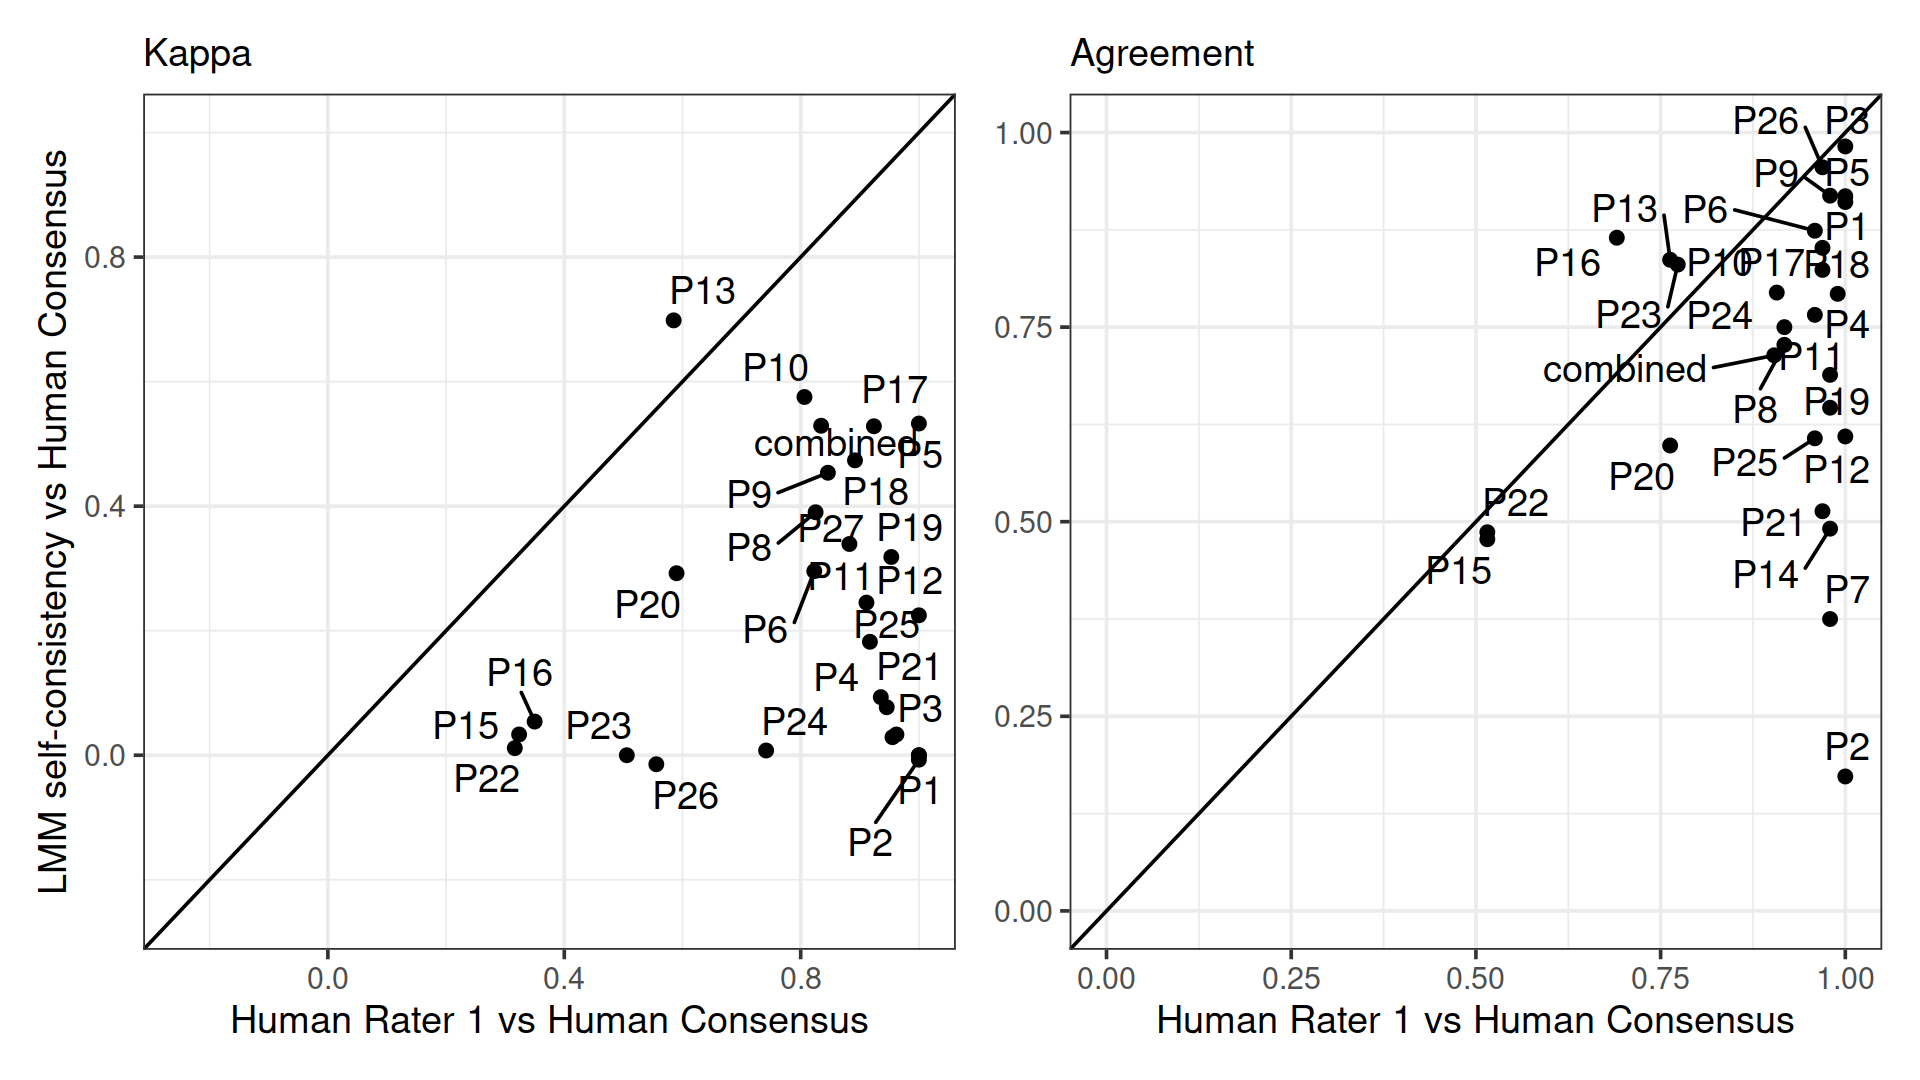 Kappa
LMM self-consistency vs Human Consensus
0.8
0.4
0.0
P13
P10
P17
combined
P5
P9
P18
P8
P27
P19
P11
P12
P20
P6
P25
P4
P21
P16
P3
P15
P23
P24
P22
P26
P1
P2
0.0
0.4
0.8
Human Rater 1 vs Human Consensus
Agreement
1.00
0.75
0.50
0.25
0.00
P26
P3
P9
P5
P13
P6
P1
P16
P10
P17
P18
P23
P24
P4
combined
P11
P8
P19
P25
P12
P20
P22
P21
P15
P14
P7
P2
0.00
0.25
0.50
0.75
1.00
Human Rater 1 vs Human Consensus